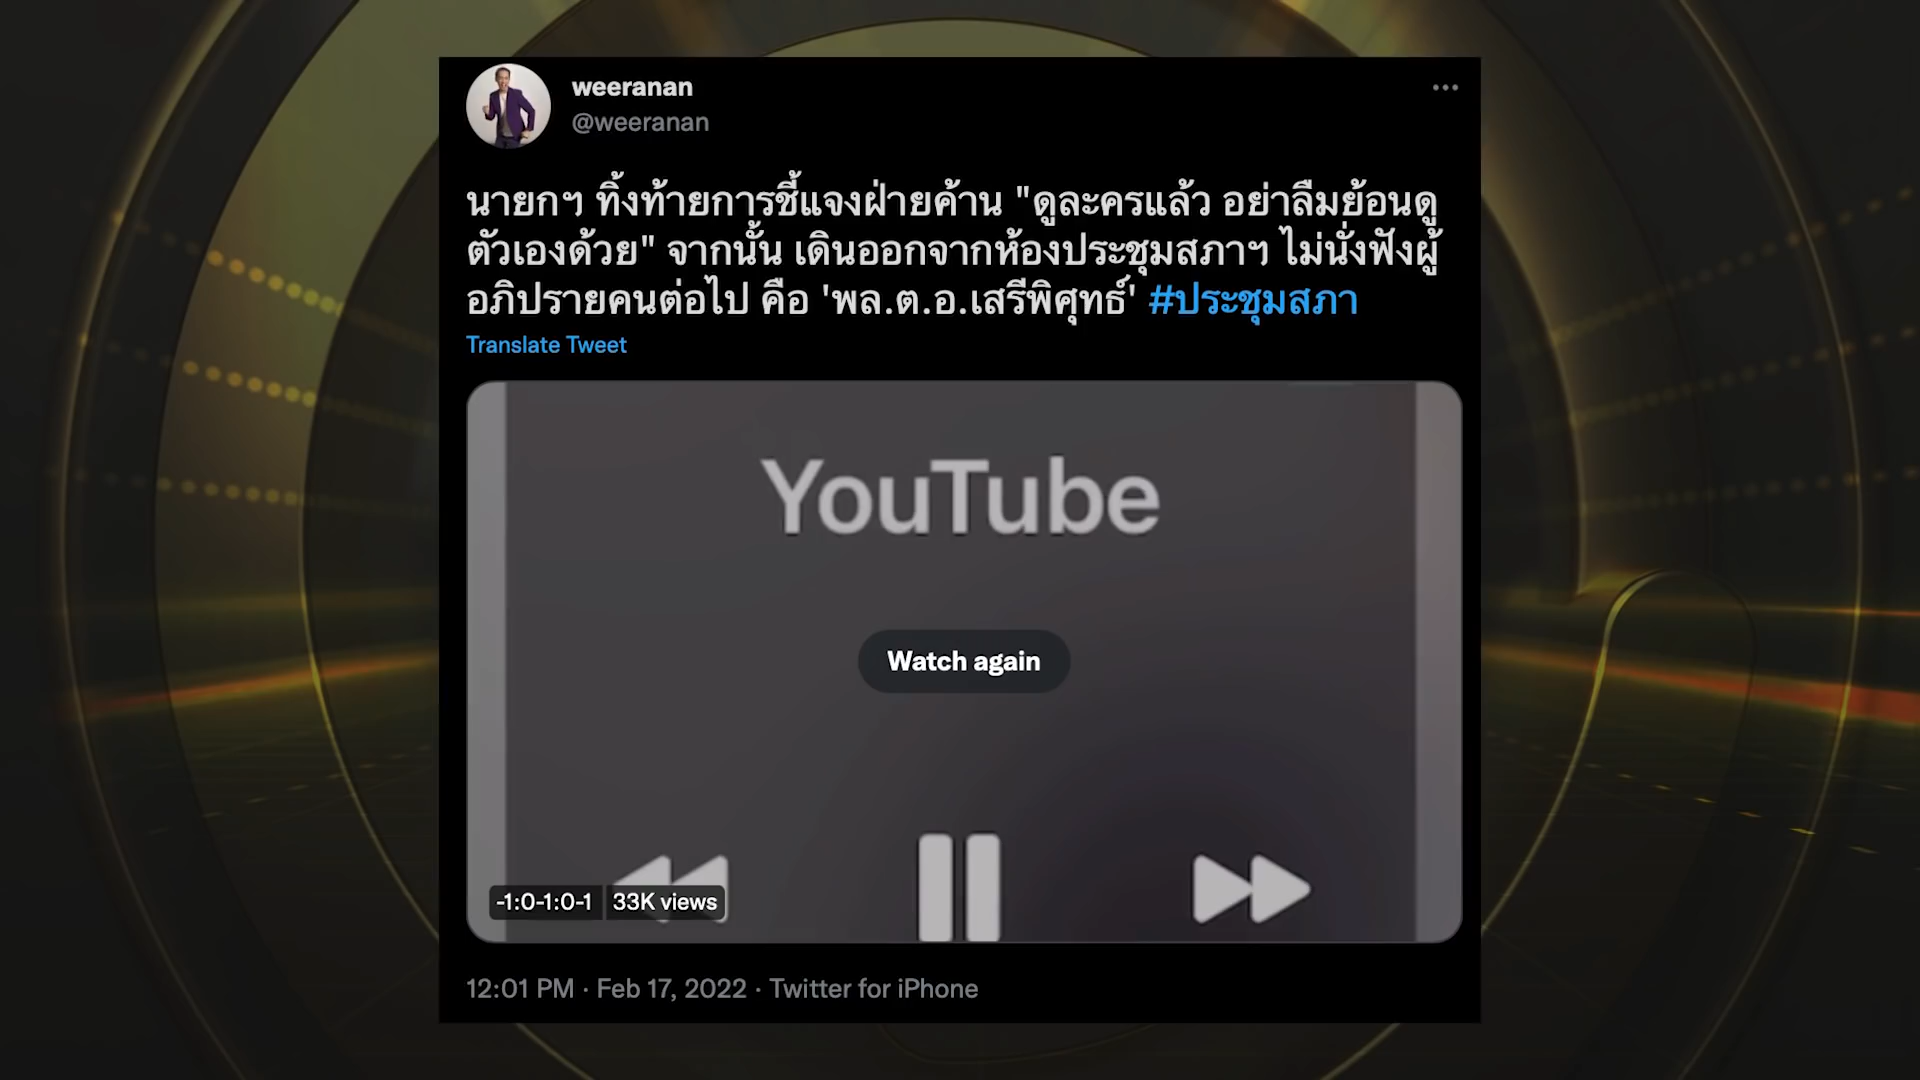 weeranan
@weeranan
นายกฯ ทิ้งท้ายการชี้แจงฝ่ายค้าน "ดูละครแล้ว อย่าลืมย้อนดู
ตัวเองด้วย" จากนั้น เดินออกจากห้องประชุมสภาฯ ไม่นั่งฟังผู้
อภิปรายคนต่อไป คือ 'พล.ต.อ.เสรีพิศุทธ์' #ประชุมสภา
Translate Tweet
YouTube
Watch again
-1:0-1:0-1 33K views
12:01 PM · Feb 17, 2022 · Twitter for iPhone